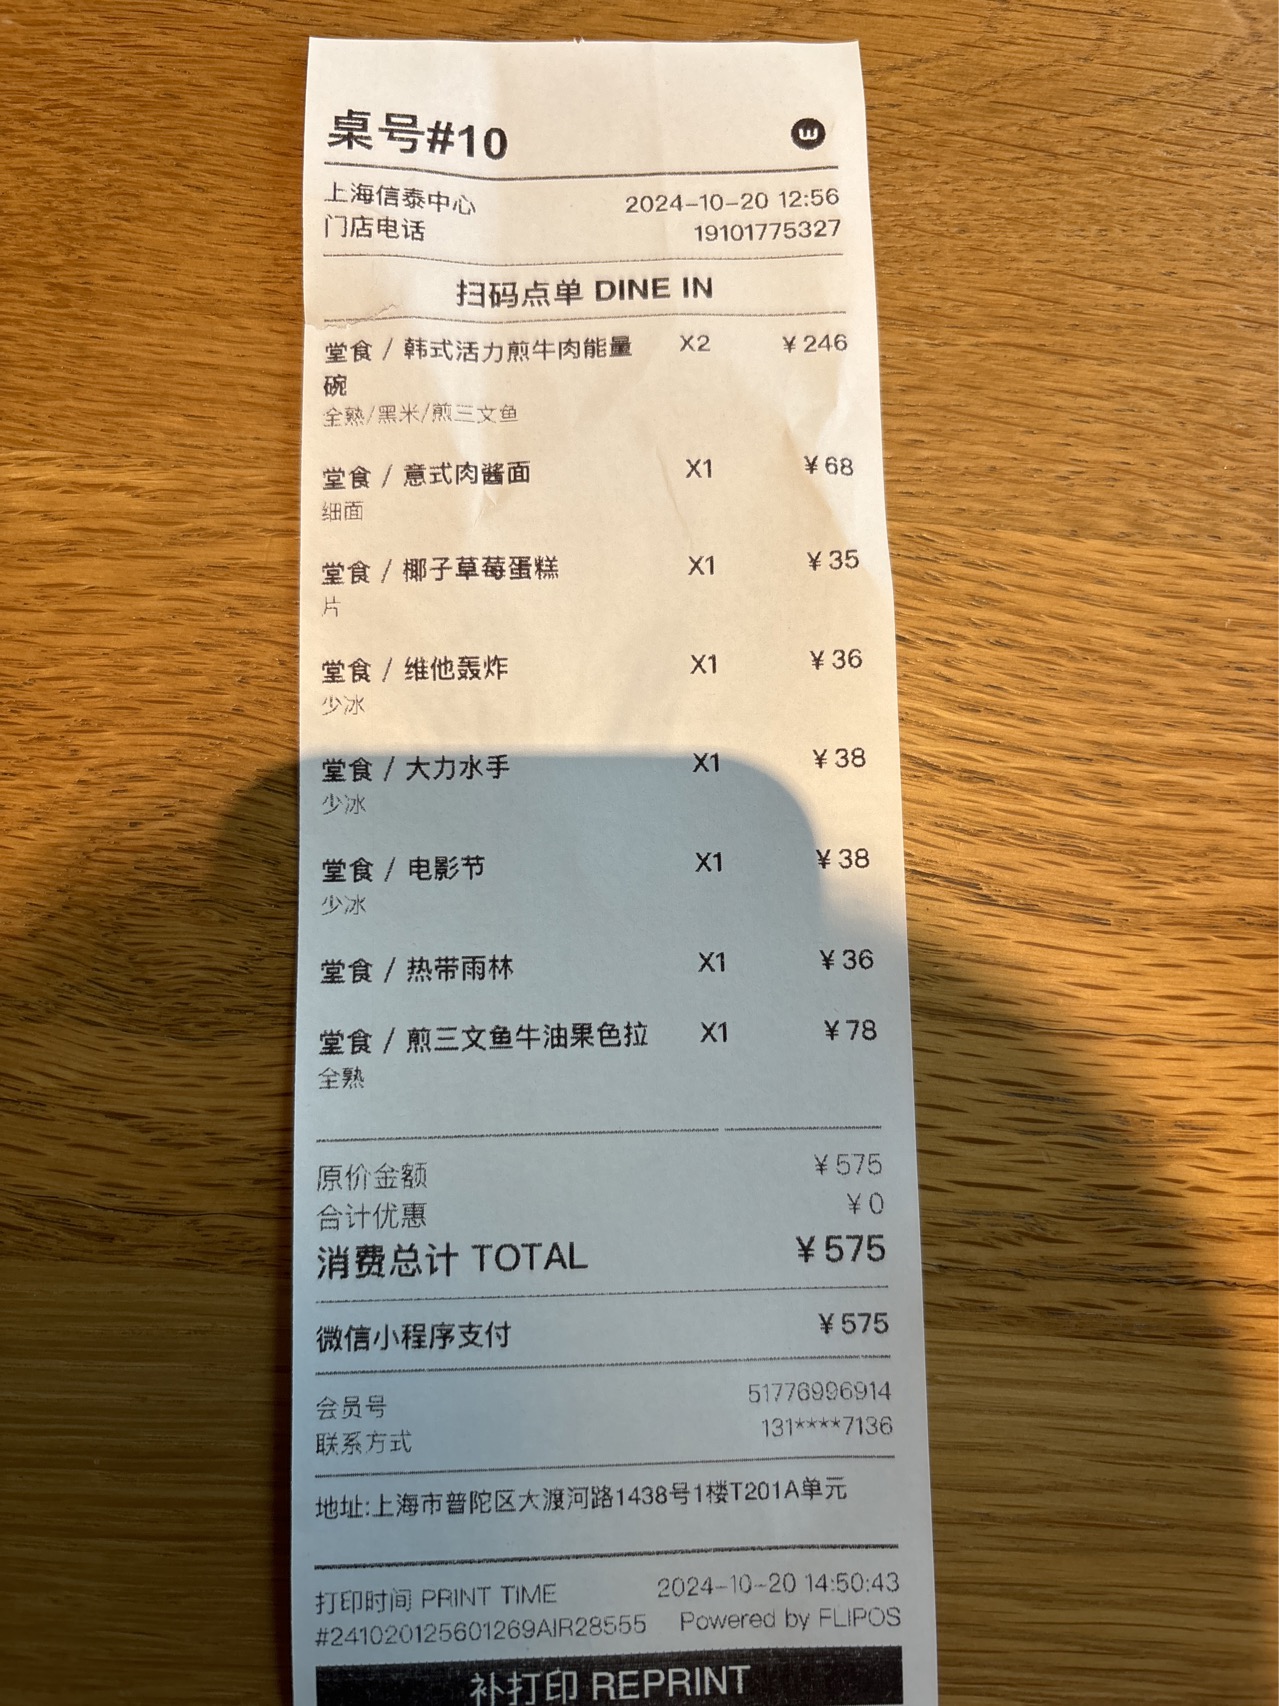 桌号#10
上海信泰中心 2024-10-20 12:56
门店电话 19101775327
扫码点单 DINE IN
堂食 / 韩式活力煎牛肉能量 X2 ¥246
碗
全熟/黑米/煎三文鱼
堂食 / 意式肉酱面 X1 ¥68
细面
堂食 / 椰子草莓蛋糕 X1 ¥35
片
堂食 / 维他轰炸 X1 ¥36
少冰
堂食 / 大力水手 X1 ¥38
少冰
堂食 / 电影节 X1 ¥38
少冰
堂食 / 热带雨林 X1 ¥36
堂食 / 煎三文鱼牛油果色拉 X1 ¥78
全熟
原价金额 ¥575
合计优惠 ¥0
消费总计 TOTAL ¥575
微信小程序支付 ¥575
会员号 51776996914
联系方式 131****7136
地址:上海市普陀区大渡河路1438号1楼T201A单元
打印时间 PRINT TIME 2024-10-20 14:50:43
#241020125601269AIR28555 Powered by FLIPOS
补打印 REPRINT